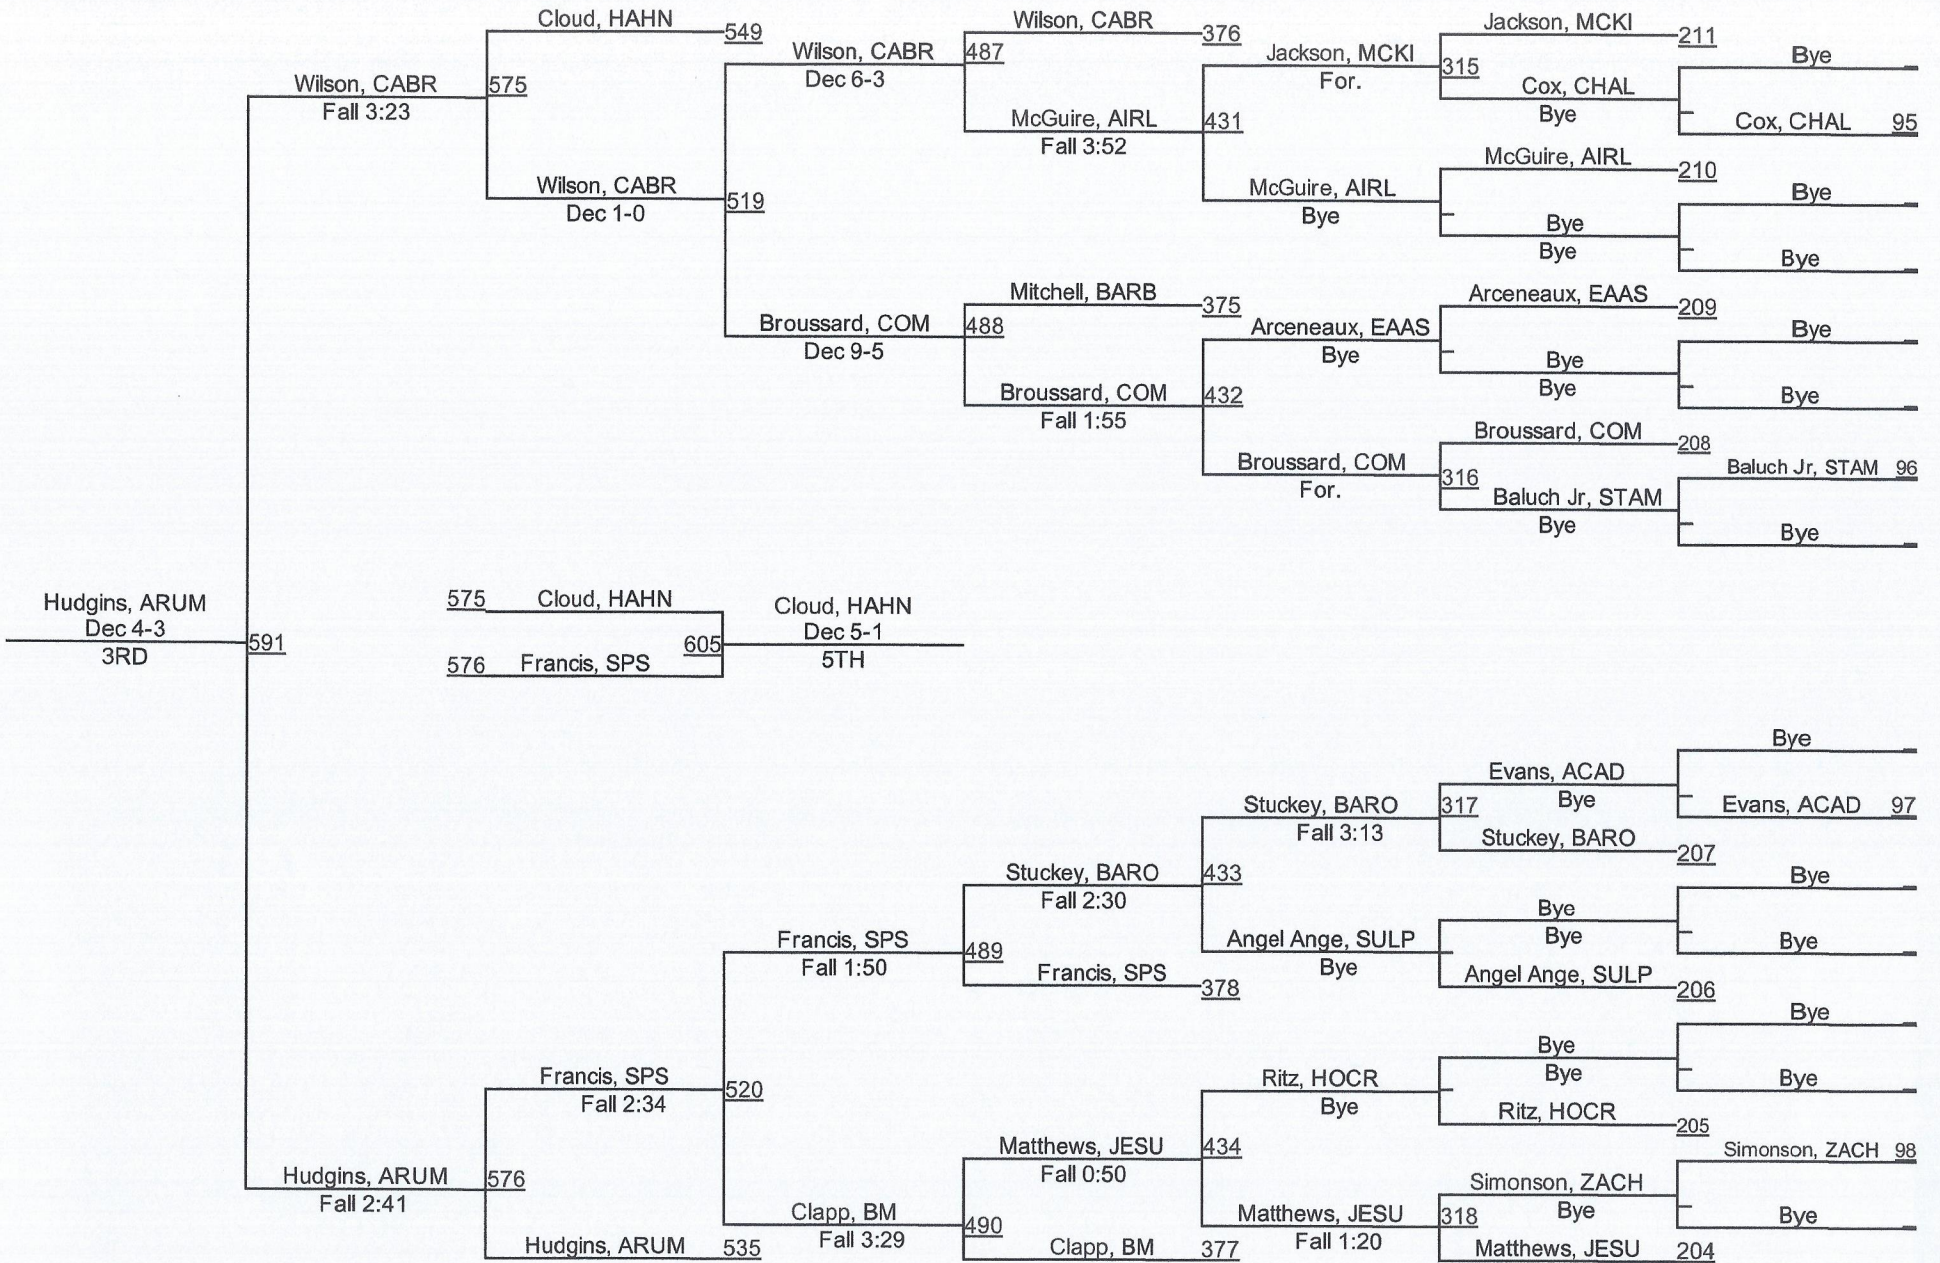 Cloud, HAHN
549
Wilson, CABR
376
Jackson, MCKI
211
Wilson, CABR
Dec 6-3
487
Jackson, MCKI
For.
315
Bye
Wilson, CABR
Fall 3:23
575
Cox, CHAL
Bye
McGuire, AIRL
Fall 3:52
431
Cox, CHAL 95
McGuire, AIRL
210
Wilson, CABR
Dec 1-0
519
McGuire, AIRL
Bye
Bye
Bye
Bye
Bye
Mitchell, BARB
375
Arceneaux, EAAS
209
Broussard, COM
Dec 9-5
488
Arceneaux, EAAS
Bye
Bye
Bye
Bye
Broussard, COM
Fall 1:55
432
Bye
Broussard, COM
208
Broussard, COM
For.
316
Baluch Jr, STAM 96
Baluch Jr, STAM
Bye
Bye
Hudgins, ARUM
Dec 4-3
3RD
591
575 Cloud, HAHN
576 Francis, SPS
605
Cloud, HAHN
Dec 5-1
5TH
Bye
Evans, ACAD
Bye
Stuckey, BARO
Fall 3:13
317
Evans, ACAD 97
Stuckey, BARO
207
Stuckey, BARO
Fall 2:30
433
Bye
Bye
Bye
Francis, SPS
Fall 1:50
489
Angel Ange, SULP
Bye
Bye
Francis, SPS
378
Angel Ange, SULP
206
Bye
Bye
Bye
Francis, SPS
Fall 2:34
520
Ritz, HOCR
Bye
Bye
Ritz, HOCR
205
Matthews, JESU
Fall 0:50
434
Simonson, ZACH 98
Hudgins, ARUM
Fall 2:41
576
Simonson, ZACH
Bye
Clapp, BM
Fall 3:29
490
Matthews, JESU
Fall 1:20
318
Bye
Hudgins, ARUM
535
Clapp, BM
377
Matthews, JESU
204